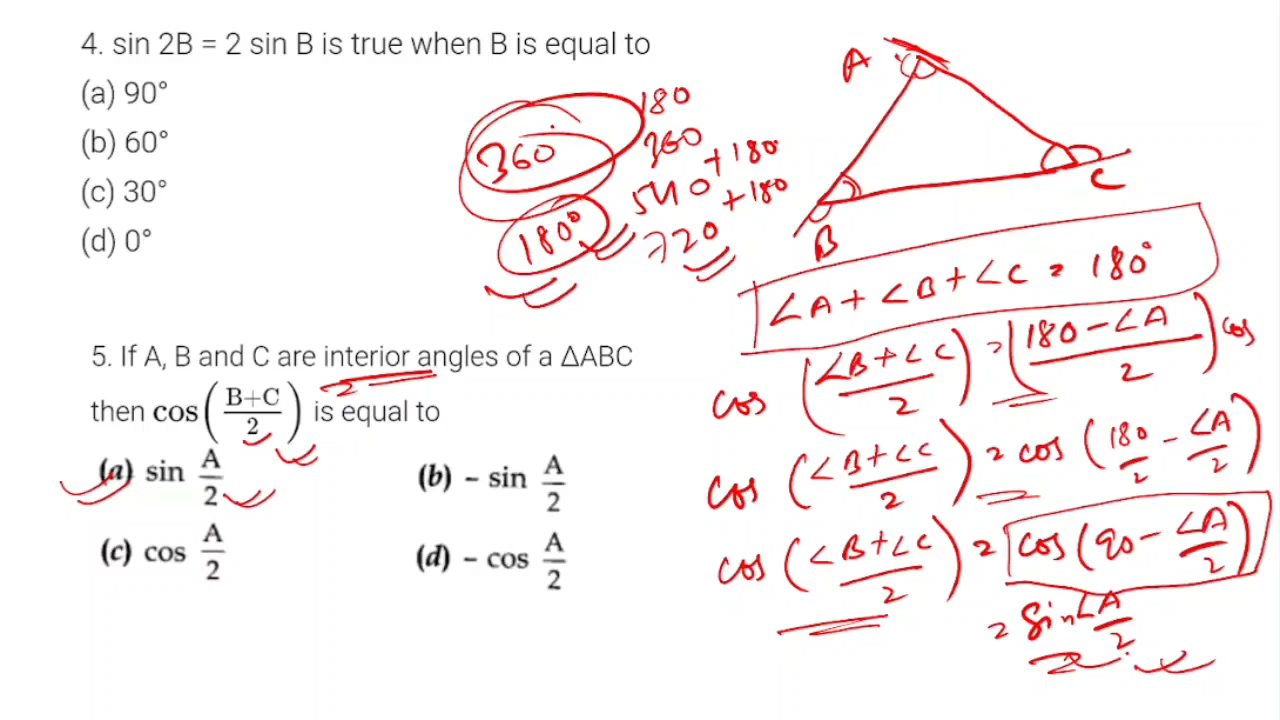 4. sin 2B = 2 sin B is true when B is equal to
(a) 90°
(b) 60°
(c) 30°
(d) 0°
360°
180°
180
360
540 +180
720 +180
A
B
C
∠A + ∠B + ∠C = 180°
5. If A, B and C are interior angles of a ΔABC
then cos((B+C)/2) is equal to
(a) sin A/2
(b) - sin A/2
(c) cos A/2
(d) - cos A/2
cos ((∠B+∠C)/2) = ((180-∠A)/2) cos
cos ((∠B+∠C)/2) = cos (180/2 - ∠A/2)
cos ((∠B+∠C)/2) = cos (90 - ∠A/2)
= Sin ∠A/2